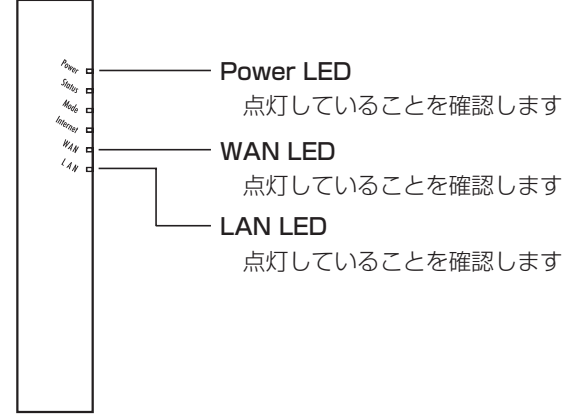 Power
Status
Mode
Internet
WAN
LAN
Power LED
点灯していることを確認します
WAN LED
点灯していることを確認します
LAN LED
点灯していることを確認します